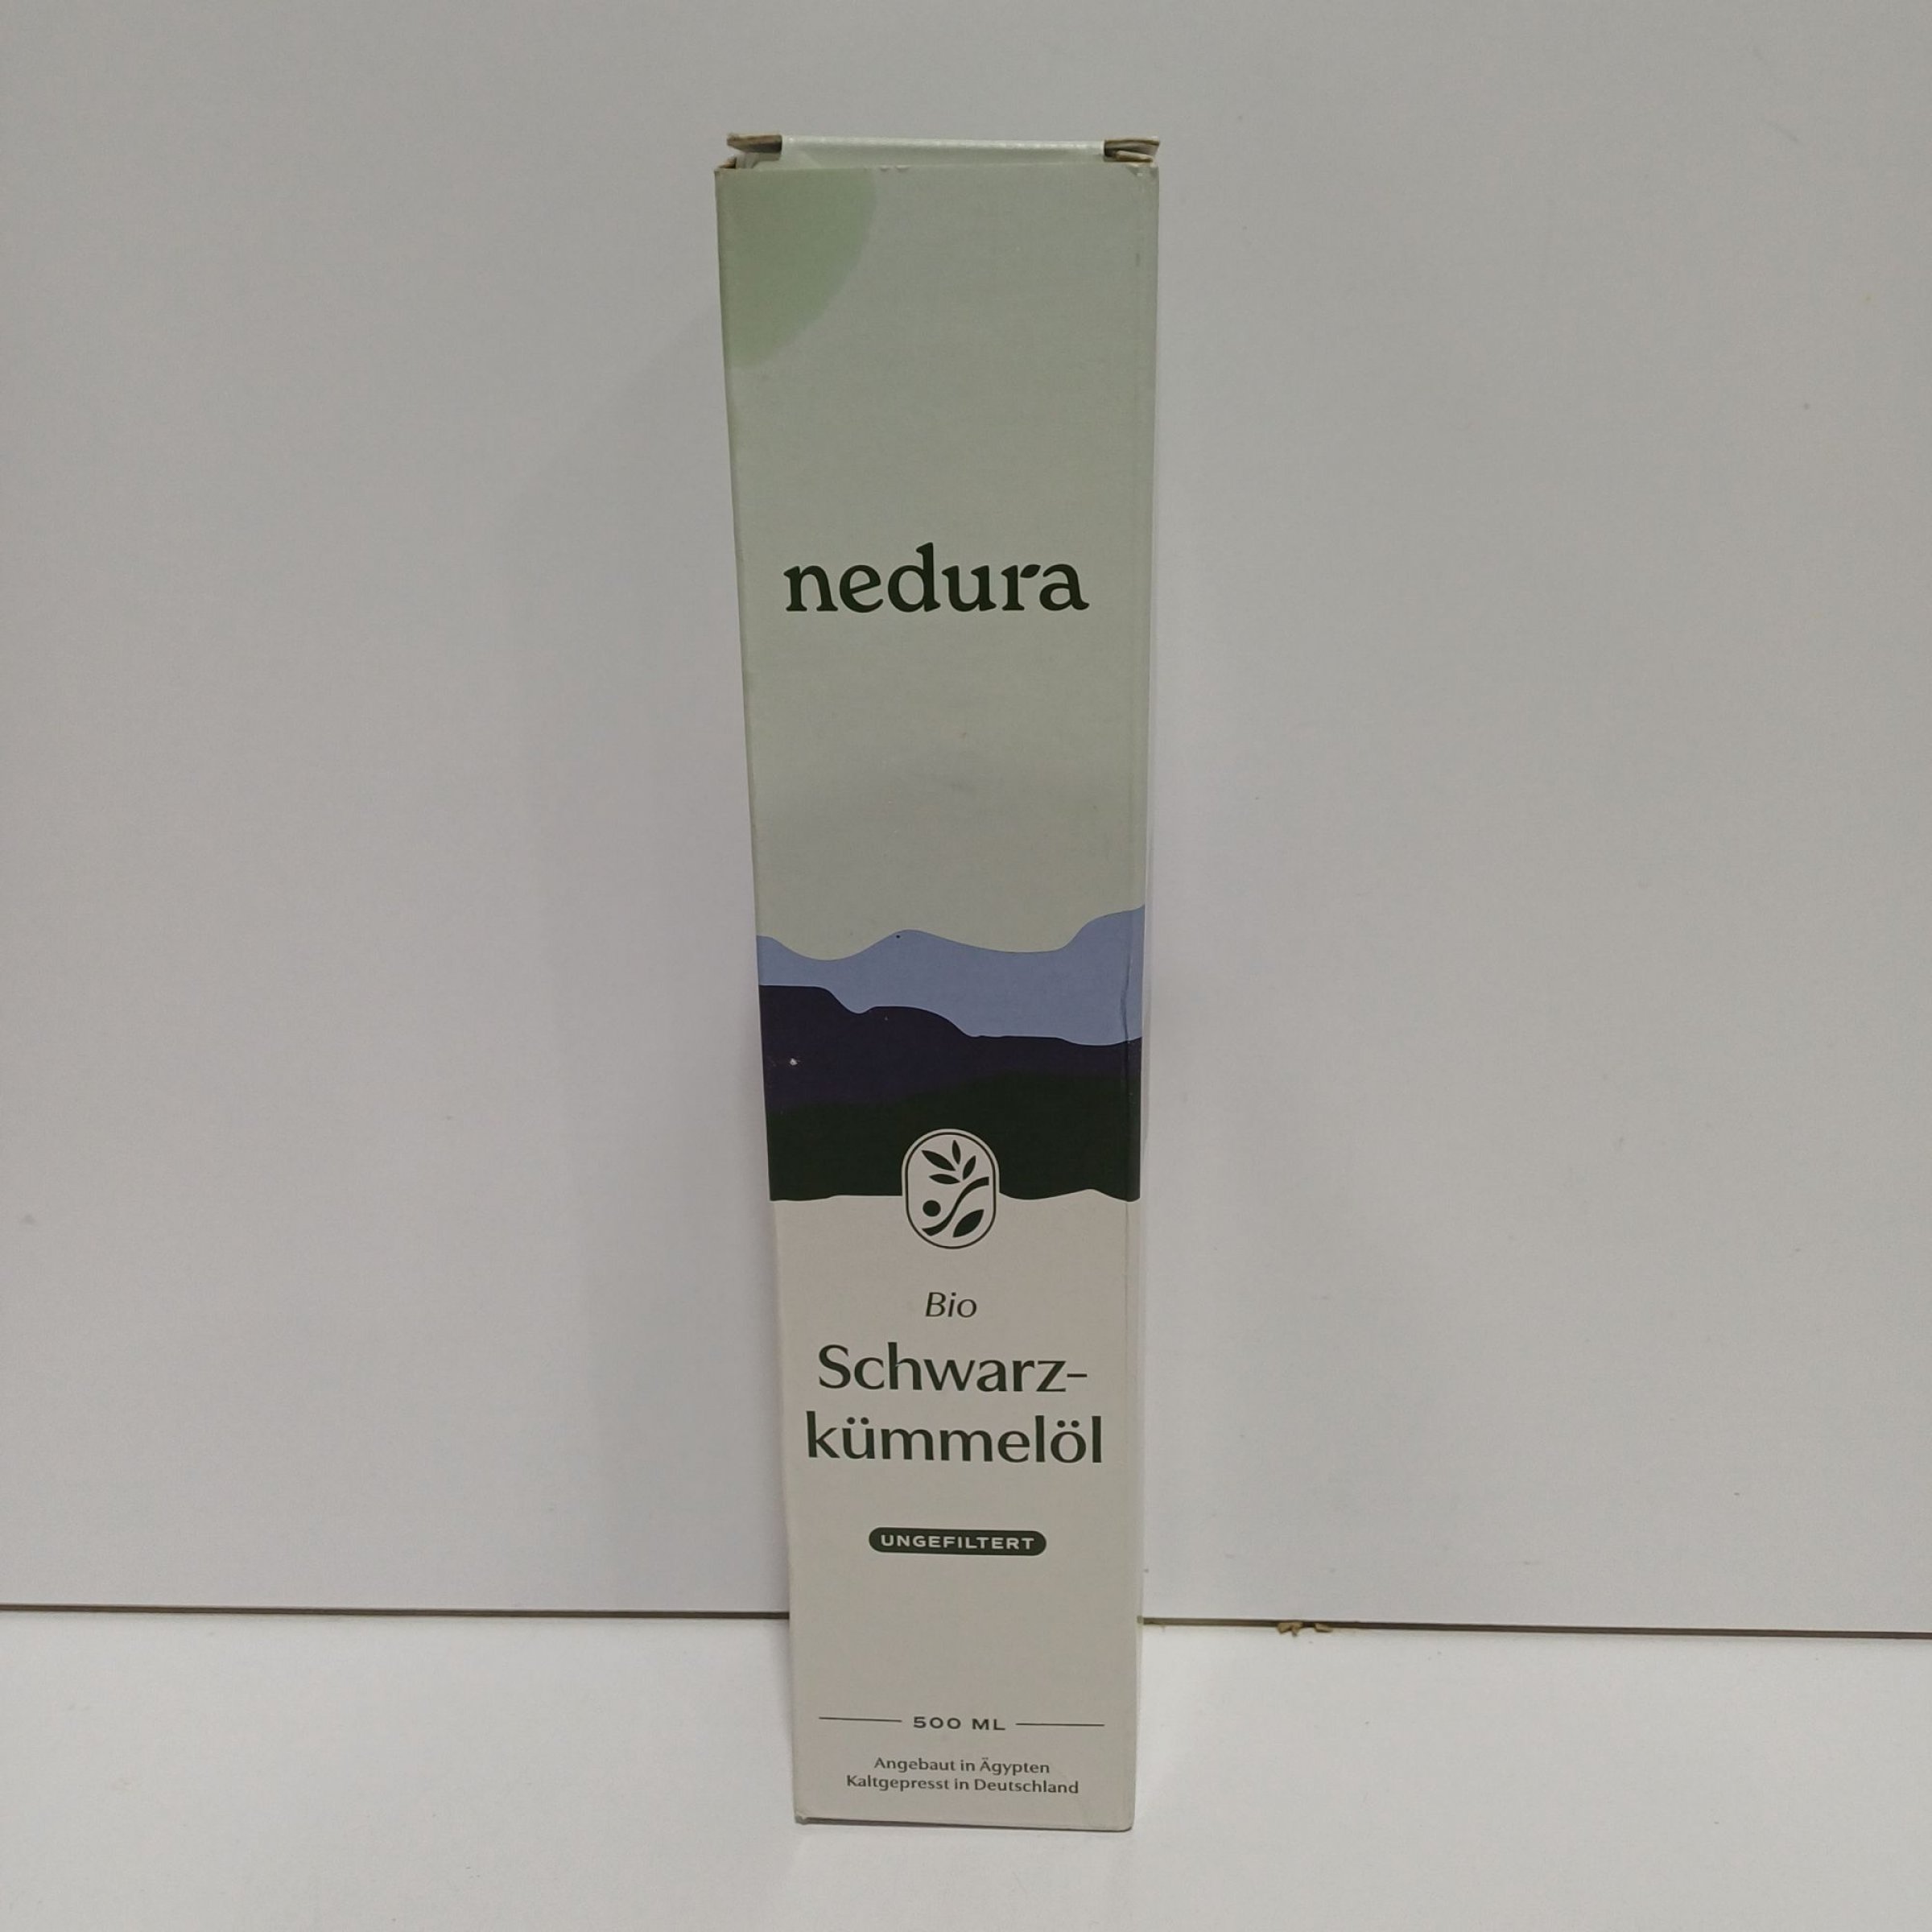 nedura
Bio
Schwarz-
kümmelöl
UNGEFILTERT
500 ML
Angebaut in Ägypten
Kaltgepresst in Deutschland